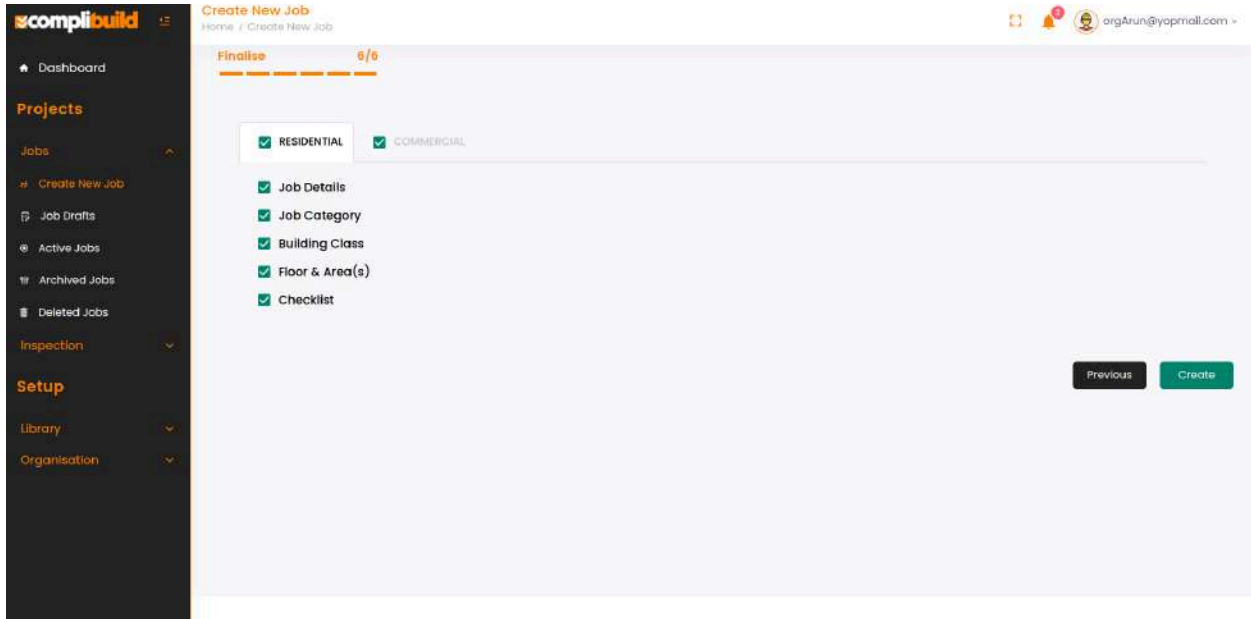 complibuild
Dashboard
Projects
Jobs
Create New Job
Job Drafts
Active Jobs
Archived Jobs
Deleted Jobs
Inspection
Setup
Library
Organisation
Create New Job
Home / Create New Job
2
orgArun@yopmail.com
Finalise 6/6
RESIDENTIAL COMMERCIAL
Job Details
Job Category
Building Class
Floor & Area(s)
Checklist
Previous Create